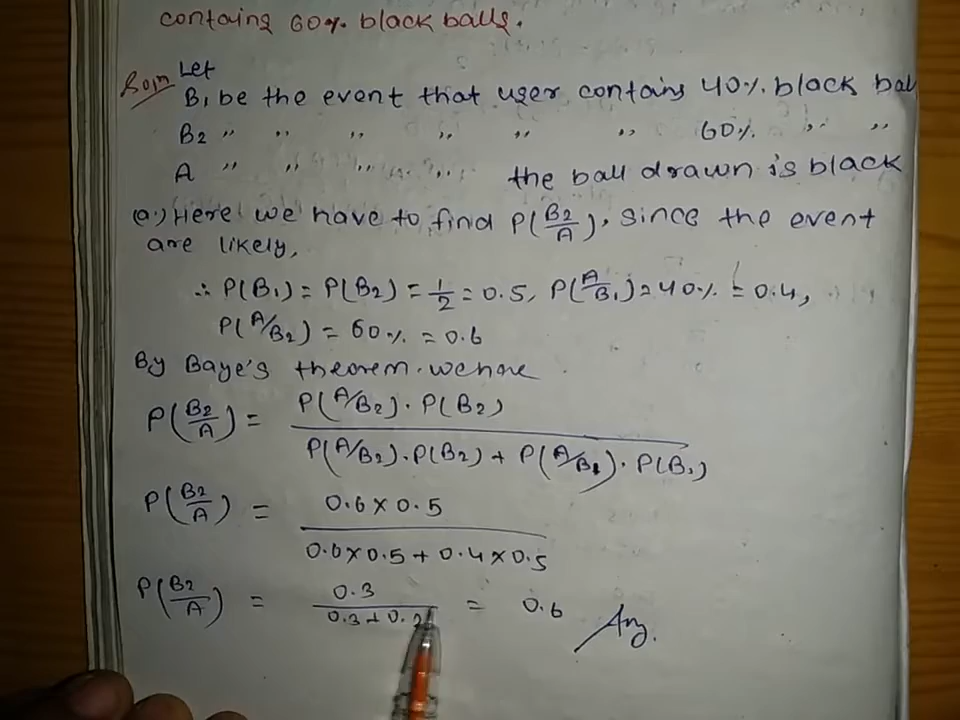 contains 60% black balls.
Soln Let
B1 be the event that user contains 40% black bal
B2 " " " " " " 60% " "
A " " " " the ball drawn is black
(a.) Here we have to find P(B2/A), since the event
are likely,
∴ P(B1) = P(B2) = 1/2 = 0.5, P(A/B1) = 40% = 0.4,
P(A/B2) = 60% = 0.6
By Baye's theorem. we have
P(B2/A) = P(A/B2) · P(B2) / P(A/B2) · P(B2) + P(A/B1) · P(B1)
P(B2/A) = 0.6 × 0.5 / 0.6 × 0.5 + 0.4 × 0.5
P(B2/A) = 0.3 / 0.3 + 0.2 = 0.6 Any.